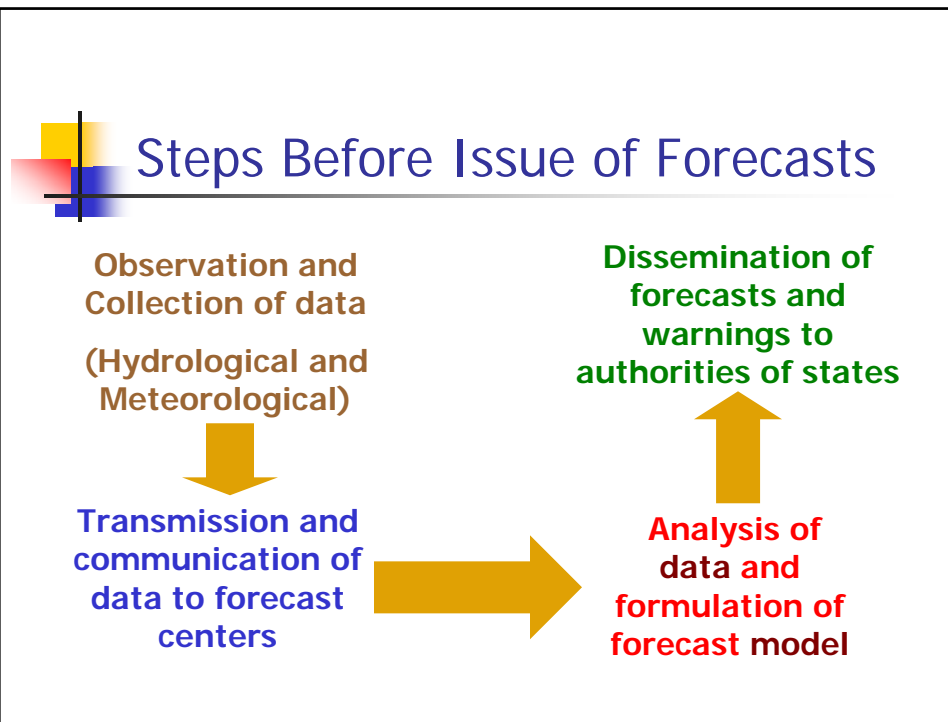 Steps Before Issue of Forecasts
Observation and
Collection of data
(Hydrological and
Meteorological)
Transmission and
communication of
data to forecast
centers
Analysis of
data and
formulation of
forecast model
Dissemination of
forecasts and
warnings to
authorities of states